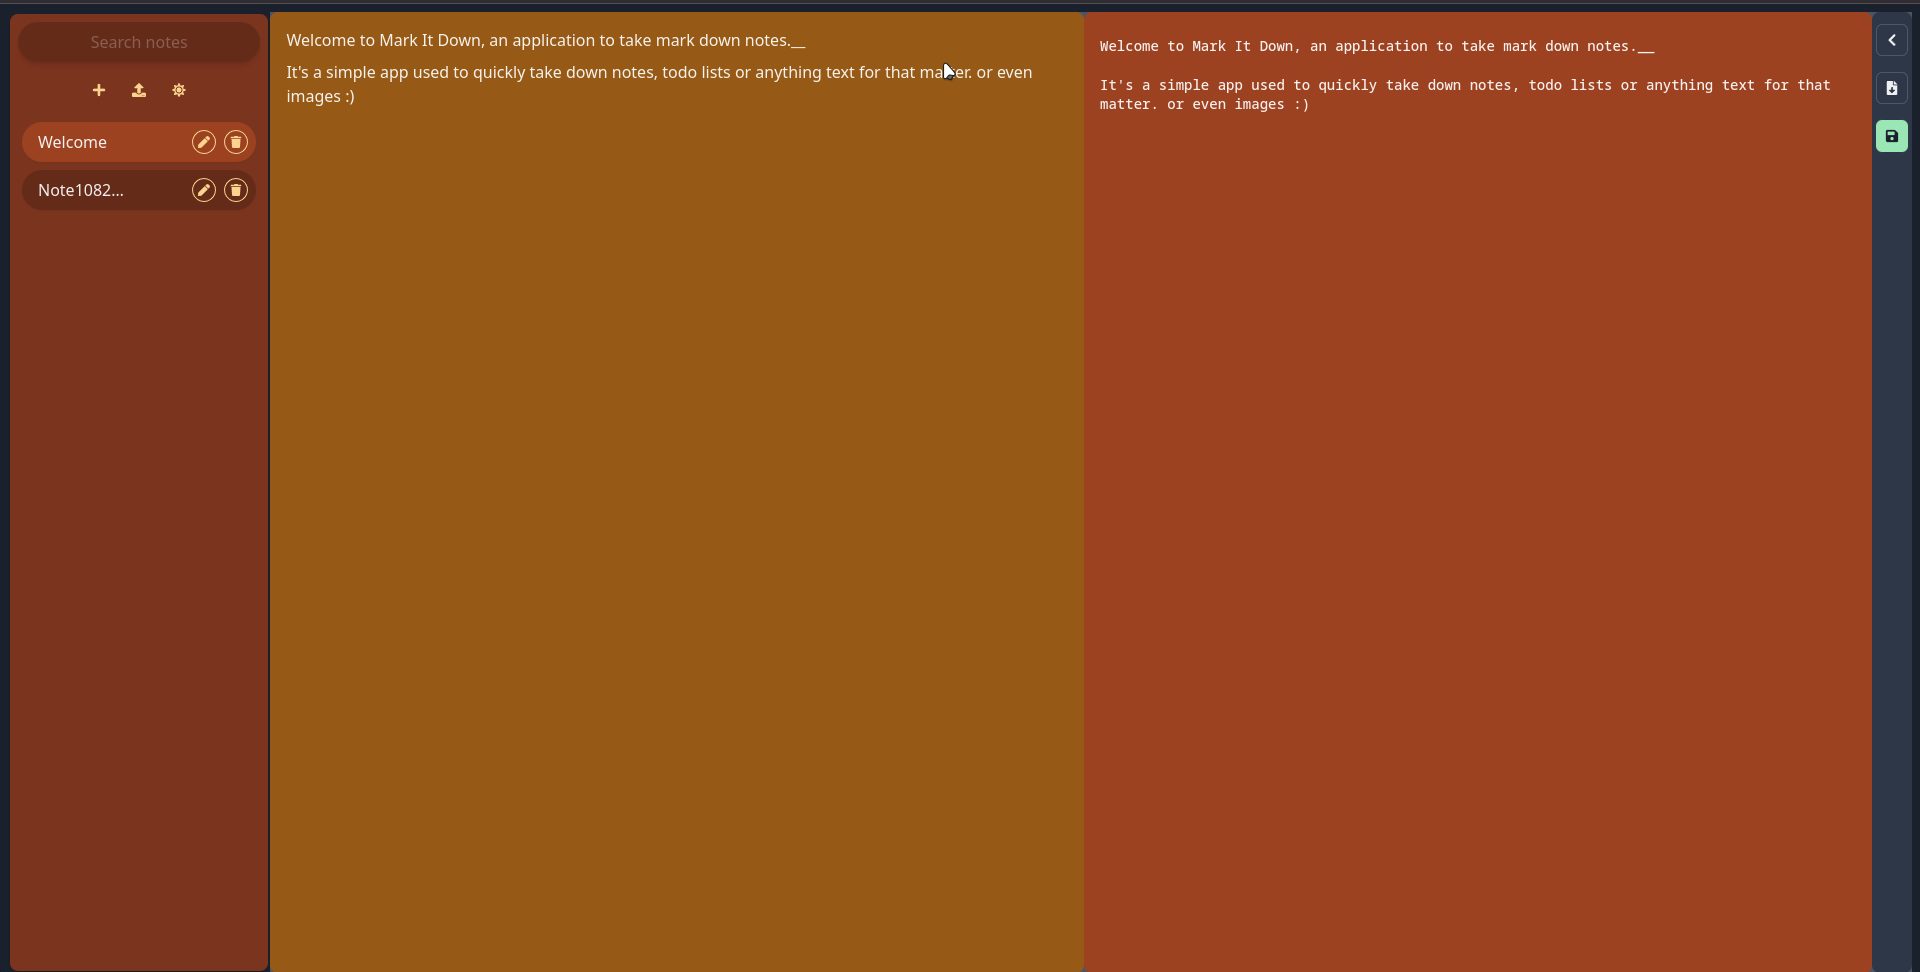 Search notes
Welcome
Note1082...
Welcome to Mark It Down, an application to take mark down notes.__
It's a simple app used to quickly take down notes, todo lists or anything text for that matter. or even
images :)
Welcome to Mark It Down, an application to take mark down notes.__
It's a simple app used to quickly take down notes, todo lists or anything text for that
matter. or even images :)